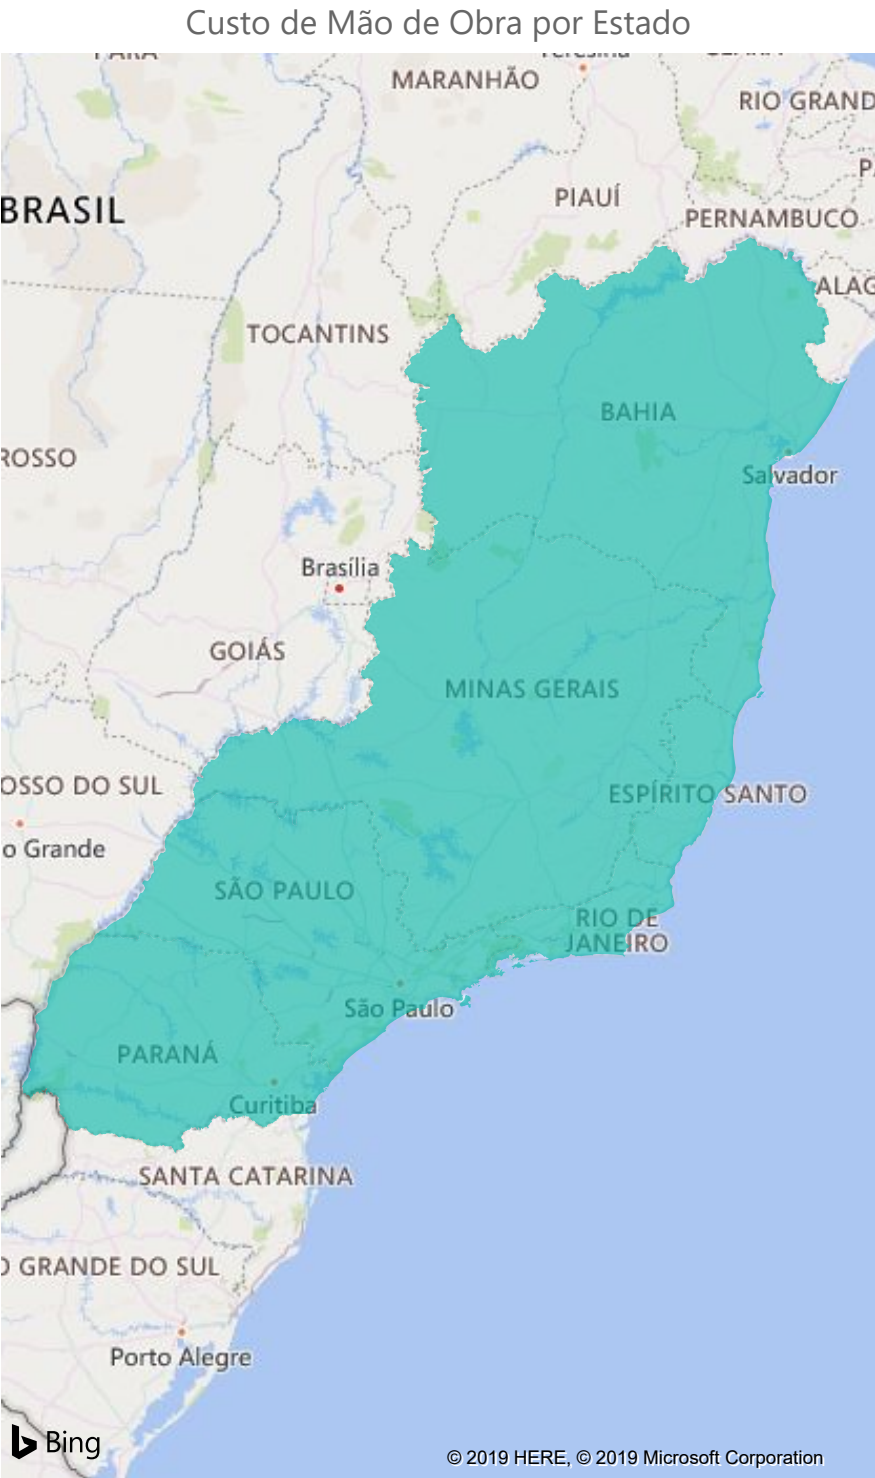 Custo de Mão de Obra por Estado
MARANHÃO
RIO GRAND
PIAUÍ
BRASIL
PERNAMBUCO
ALAG
TOCANTINS
BAHIA
ROSSO
Salvador
Brasília
GOIÁS
MINAS GERAIS
OSSO DO SUL
ESPÍRITO SANTO
o Grande
SÃO PAULO
RIO DE
JANEIRO
São Paulo
PARANÁ
Curitiba
SANTA CATARINA
O GRANDE DO SUL
Porto Alegre
Bing
© 2019 HERE, © 2019 Microsoft Corporation